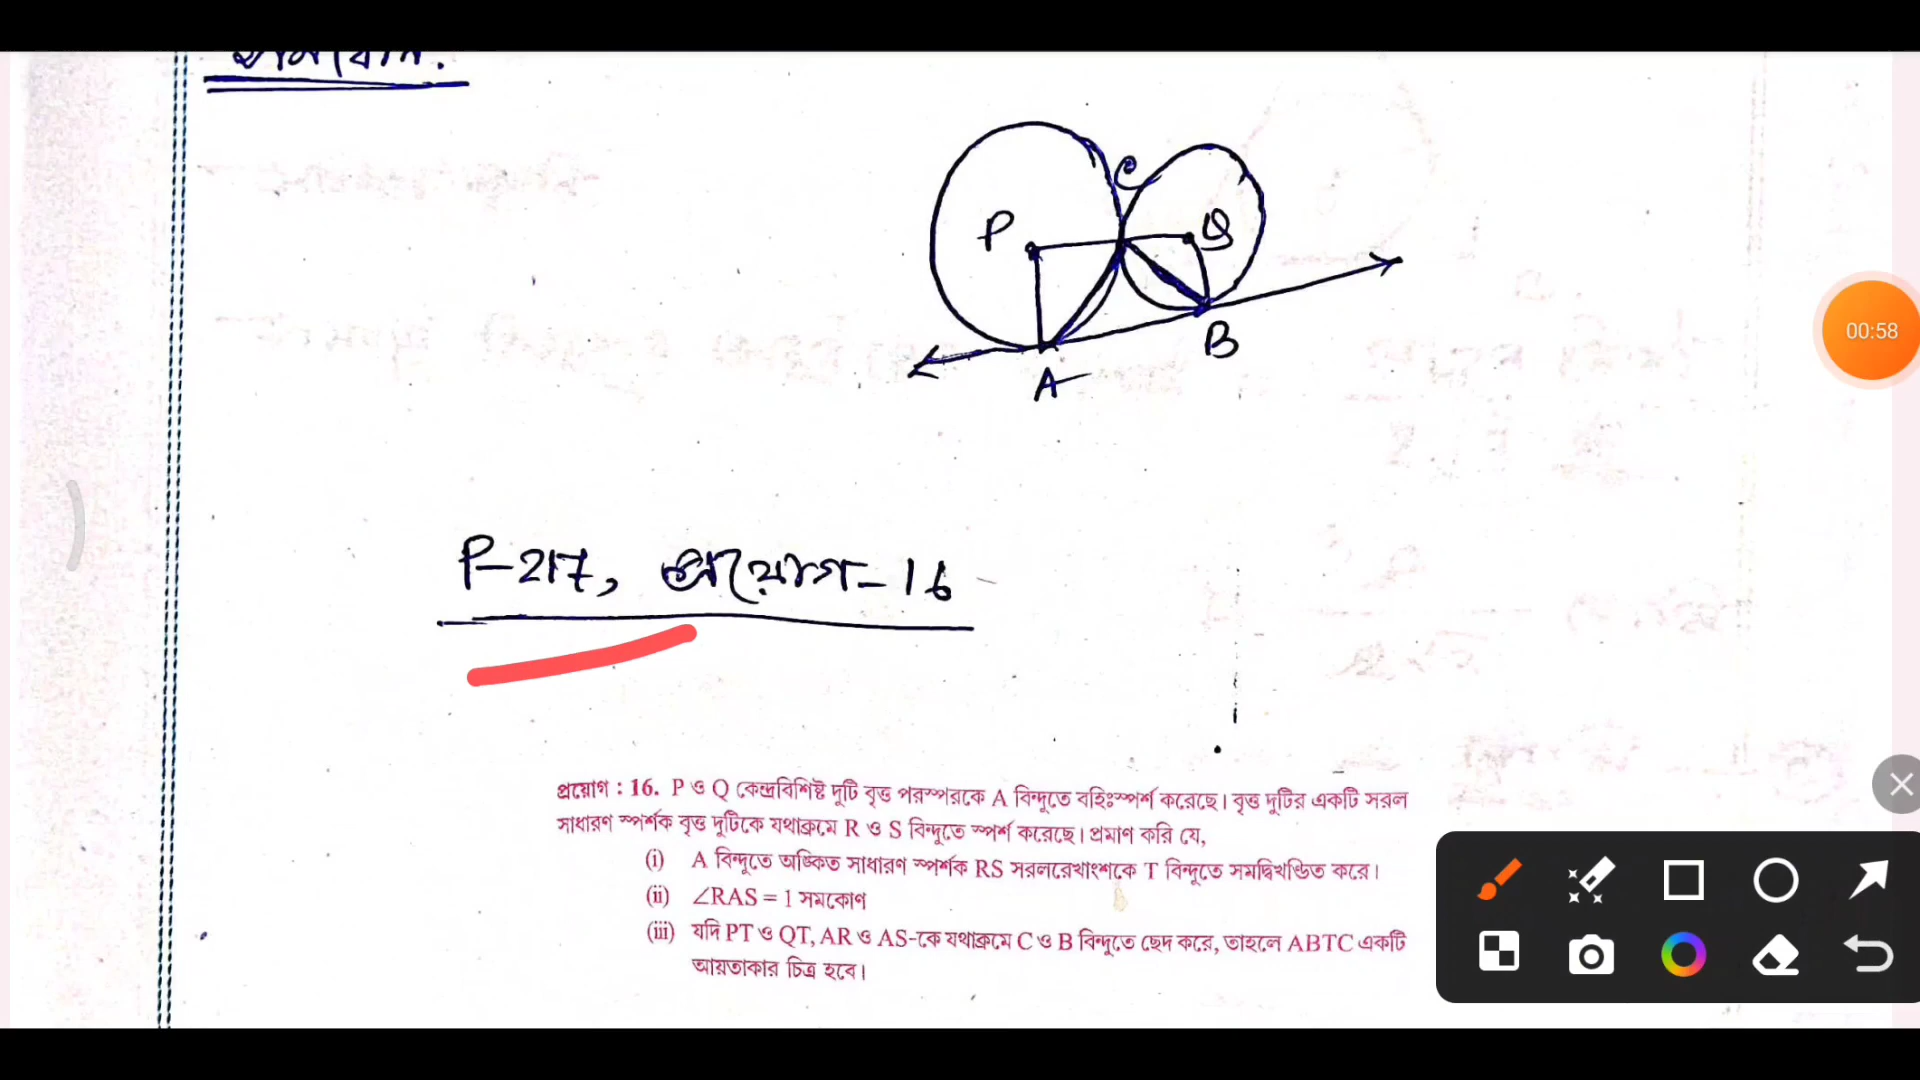 C
P
Q
B
A
P-217, প্রয়োগ-16
প্রয়োগ : 16. P ও Q কেন্দ্রবিশিষ্ট দুটি বৃত্ত পরস্পরকে A বিন্দুতে বহিঃস্পর্শ করেছে। বৃত্ত দুটির একটি সরল
সাধারণ স্পর্শক বৃত্ত দুটিকে যথাক্রমে R ও S বিন্দুতে স্পর্শ করেছে। প্রমাণ করি যে,
(i) A বিন্দুতে অঙ্কিত সাধারণ স্পর্শক RS সরলরেখাংশকে T বিন্দুতে সমদ্বিখণ্ডিত করে।
(ii) ∠RAS = 1 সমকোণ
(iii) যদি PT ও QT, AR ও AS-কে যথাক্রমে C ও B বিন্দুতে ছেদ করে, তাহলে ABTC একটি
আয়তাকার চিত্র হবে।
00:58